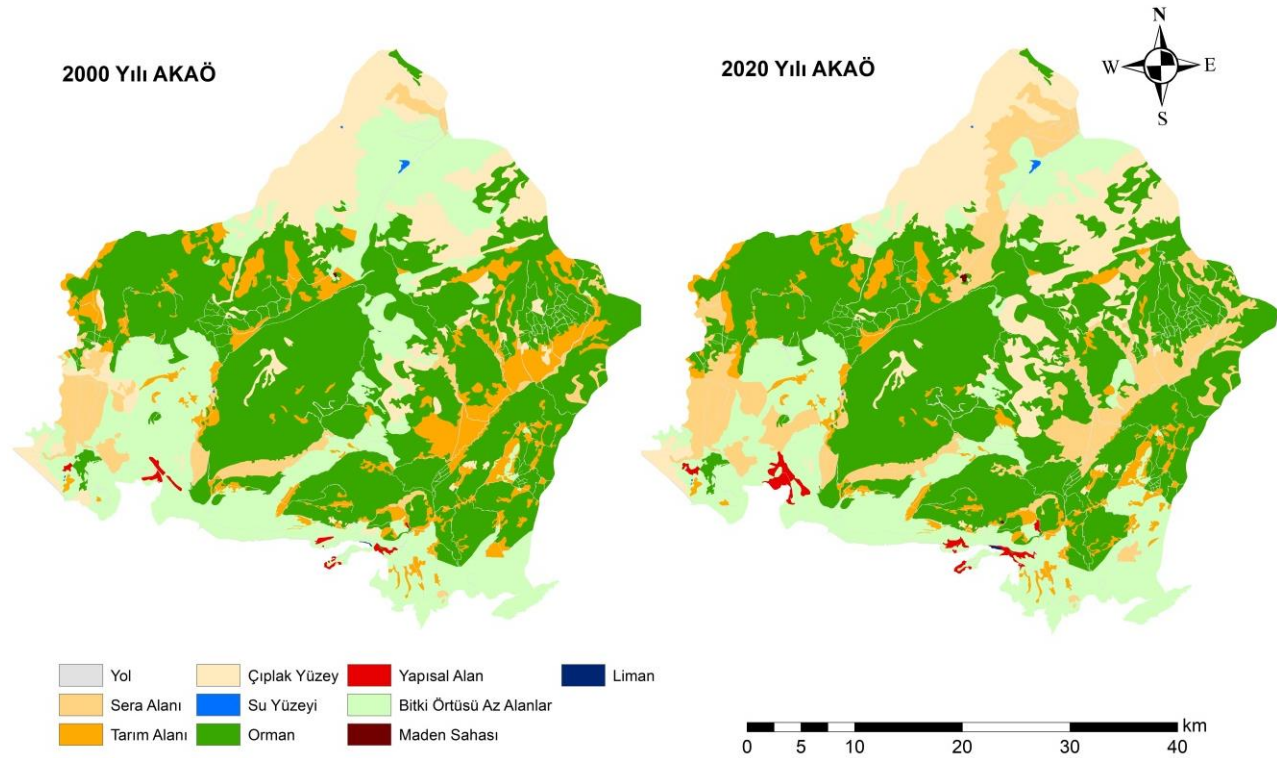 2000 Yılı AKAÖ
2020 Yılı AKAÖ
N
W E
S
Yol
Çıplak Yüzey
Yapısal Alan
Liman
Sera Alanı
Su Yüzeyi
Bitki Örtüsü Az Alanlar
Tarım Alanı
Orman
Maden Sahası
km
0 5 10 20 30 40